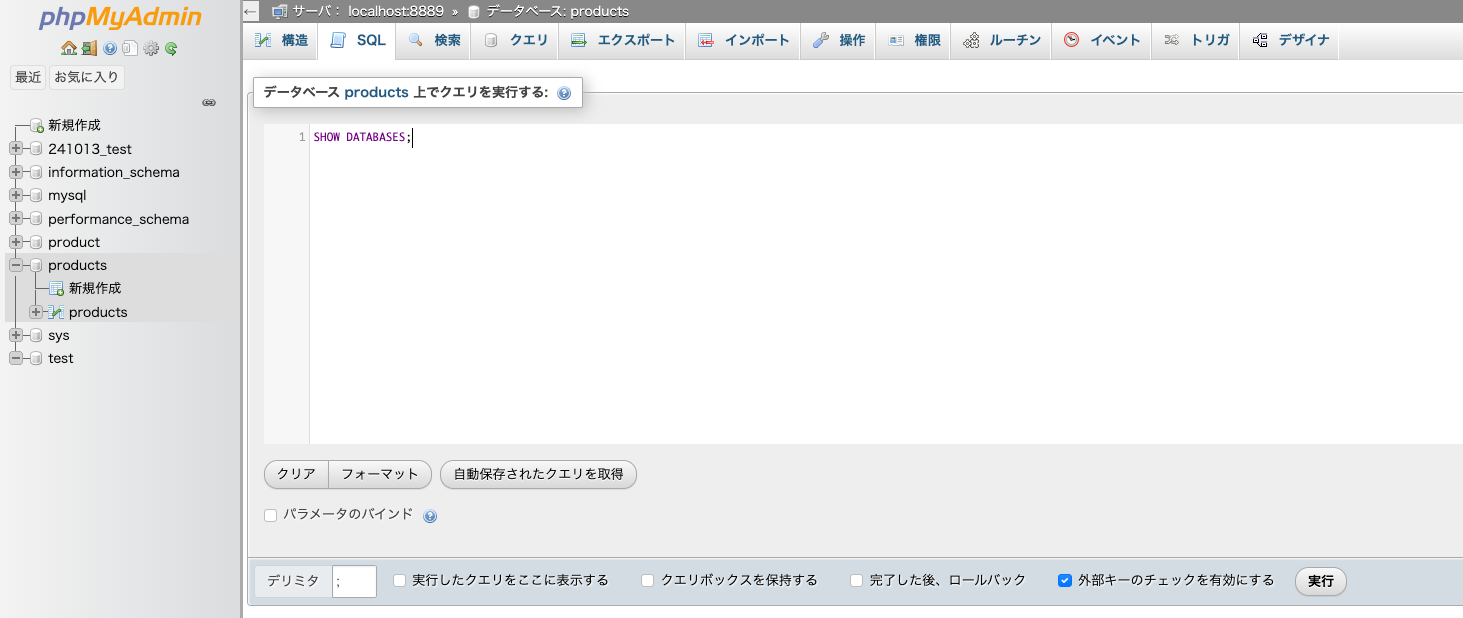 phpMyAdmin
最近 お気に入り
新規作成
241013_test
information_schema
mysql
performance_schema
product
products
新規作成
products
sys
test
サーバ： localhost:8889 » データベース: products
構造 SQL 検索 クエリ エクスポート インポート 操作 権限 ルーチン イベント トリガ デザイナ
データベース products 上でクエリを実行する:
1 SHOW DATABASES;
クリア フォーマット 自動保存されたクエリを取得
パラメータのバインド
デリミタ ; 実行したクエリをここに表示する クエリボックスを保持する 完了した後、ロールバック 外部キーのチェックを有効にする 実行